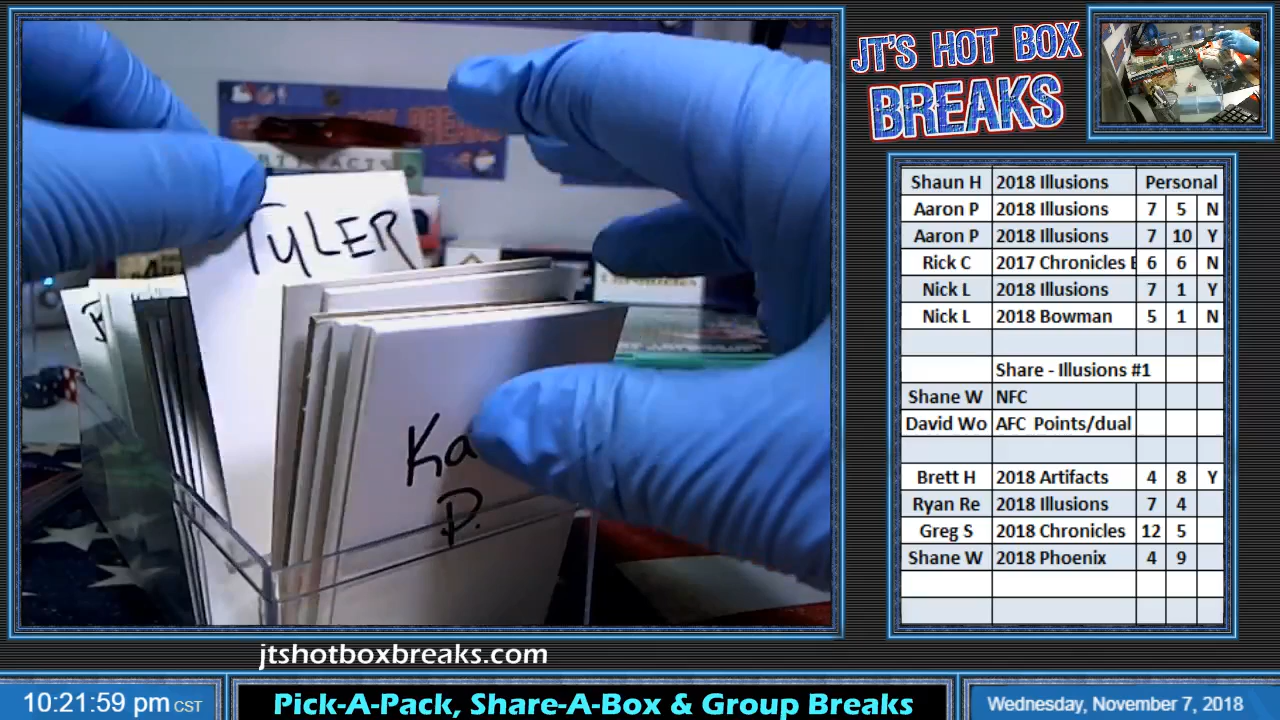 JT'S HOT BOX
BREAKS
ARTIFACTS
TYLER
Ka
P.
Shaun H 2018 Illusions Personal
Aaron P 2018 Illusions 7 5 N
Aaron P 2018 Illusions 7 10 Y
Rick C 2017 Chronicles 6 6 N
Nick L 2018 Illusions 7 1 Y
Nick L 2018 Bowman 5 1 N
Share - Illusions #1
Shane W NFC
David Wo AFC Points/dual
Brett H 2018 Artifacts 4 8 Y
Ryan Re 2018 Illusions 7 4
Greg S 2018 Chronicles 12 5
Shane W 2018 Phoenix 4 9
jtshotboxbreaks.com
10:21:59 pm CST
Pick-A-Pack, Share-A-Box & Group Breaks
Wednesday, November 7, 2018